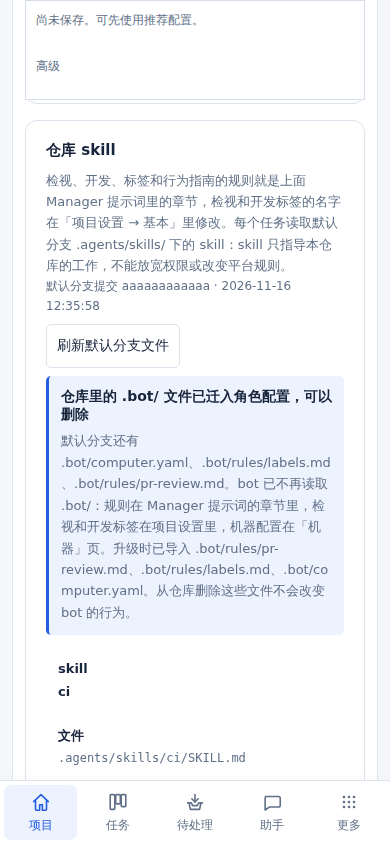 尚未保存。可先使用推荐配置。
高级
仓库 skill
检视、开发、标签和行为指南的规则就是上面
Manager 提示词里的章节，检视和开发标签的名字
在「项目设置 → 基本」里修改。每个任务读取默认
分支 .agents/skills/ 下的 skill：skill 只指导本仓
库的工作，不能放宽权限或改变平台规则。
默认分支提交 aaaaaaaaaaaa · 2026-11-16
12:35:58
刷新默认分支文件
仓库里的 .bot/ 文件已迁入角色配置，可以
删除
默认分支还有
.bot/computer.yaml、.bot/rules/labels.md
、.bot/rules/pr-review.md。bot 已不再读取
.bot/：规则在 Manager 提示词的章节里，检
视和开发标签在项目设置里，机器配置在「机
器」页。升级时已导入 .bot/rules/pr-
review.md、.bot/rules/labels.md、.bot/co
mputer.yaml。从仓库删除这些文件不会改变
bot 的行为。
skill
ci
文件
.agents/skills/ci/SKILL.md
项目
任务
待处理
助手
更多